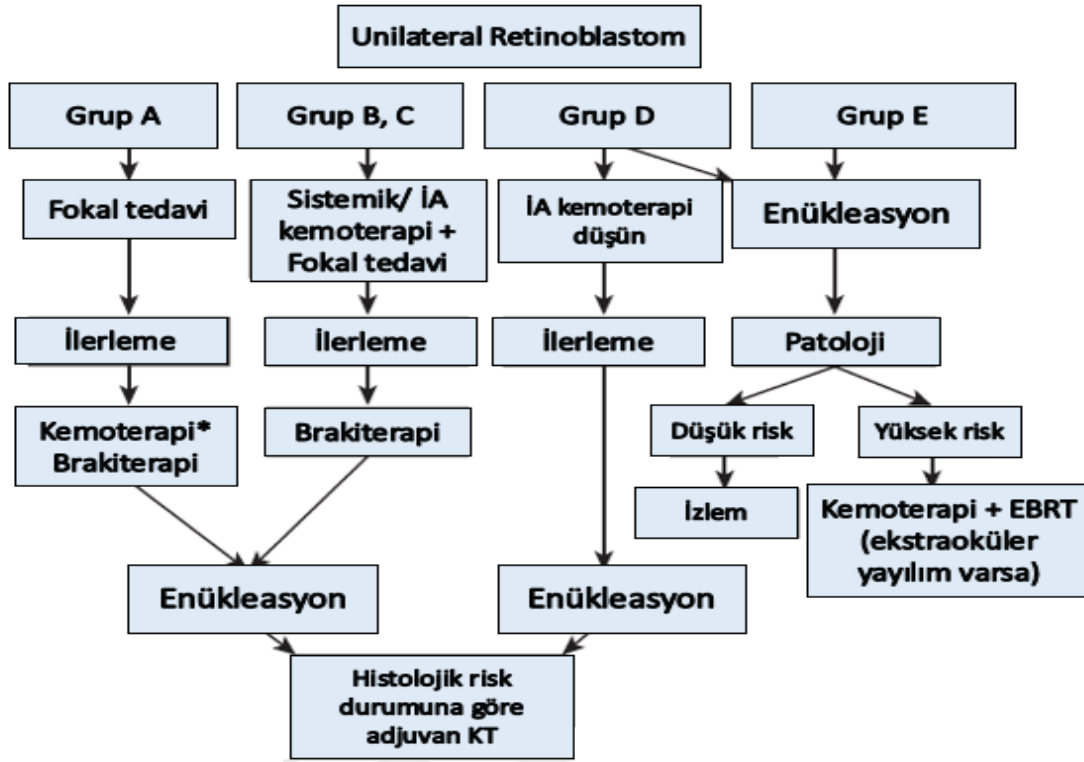 Unilateral Retinoblastom
Grup A
Grup B, C
Grup D
Grup E
Fokal tedavi
Sistemik/ İA
kemoterapi +
Fokal tedavi
İA kemoterapi
düşün
Enükleasyon
İlerleme
İlerleme
İlerleme
Patoloji
Kemoterapi*
Brakiterapi
Brakiterapi
Düşük risk
Yüksek risk
İzlem
Kemoterapi + EBRT
(ekstraoküler
yayılım varsa)
Enükleasyon
Enükleasyon
Histolojik risk
durumuna göre
adjuvan KT